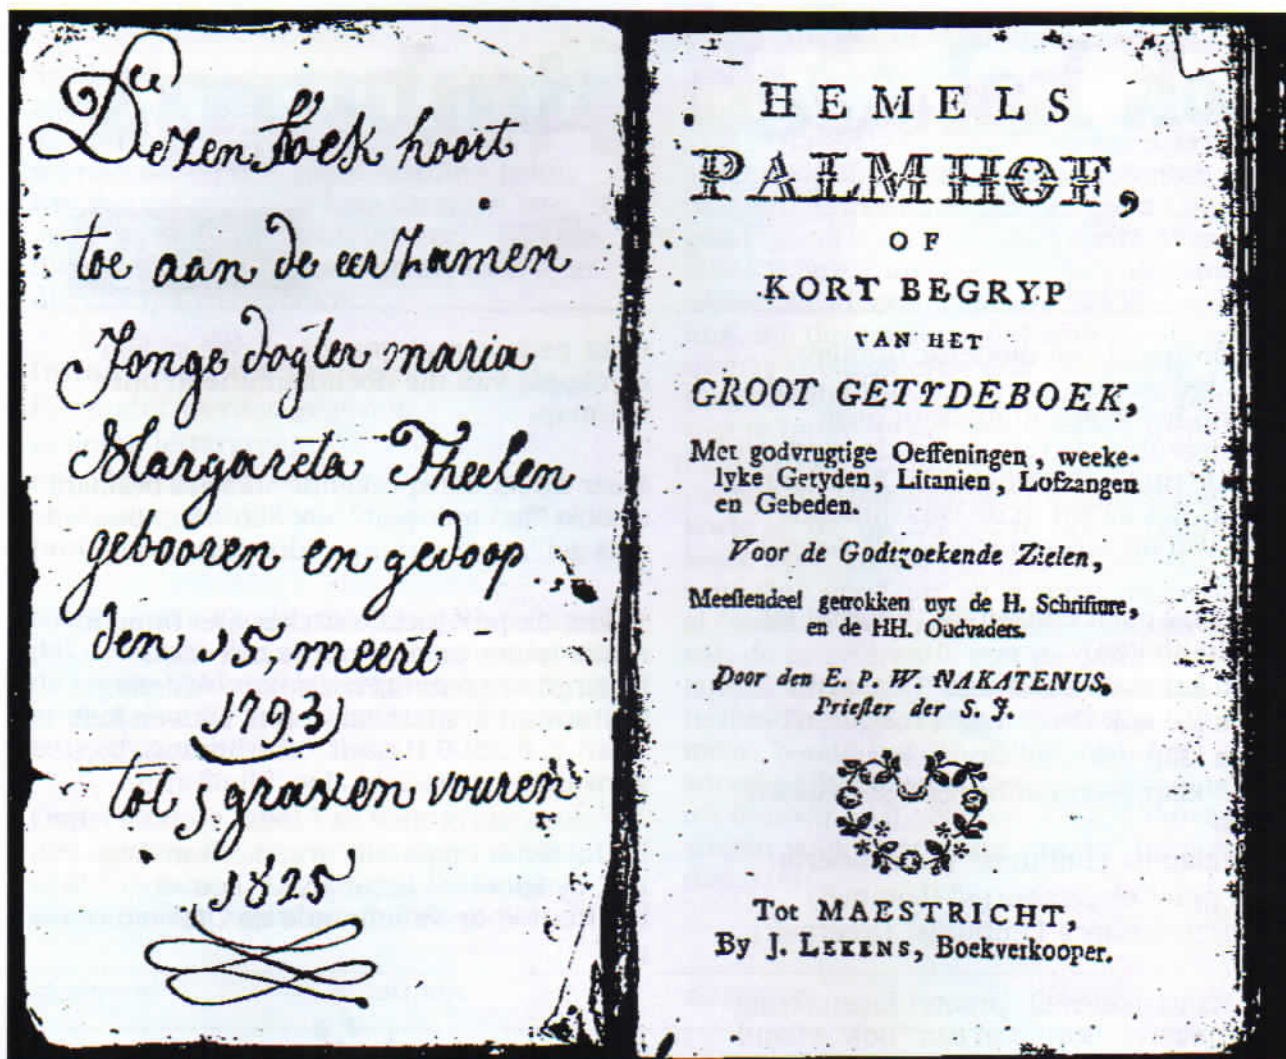 Dezen boek hoort
toe aan de eerzamen
Jonge dogter maria
Margareta Theelen
gebooren en gedoop
den 25, meert
1793
tot sgraven vouren
1825
HEMELS
PALMHOF,
OF
KORT BEGRYP
VAN HET
GROOT GETYDEBOEK,
Met godvrugtige Oeffeningen, weeke-
lyke Getyden, Litanien, Lofzangen
en Gebeden.
Voor de Godtzoekende Zielen,
Meestendeel getrokken uyt de H. Schrifture,
en de HH. Oudvaders.
Door den E. P. W. NAKATENUS,
Priester der S. J.
Tot MAESTRICHT,
By J. LEKENS, Boekverkooper.